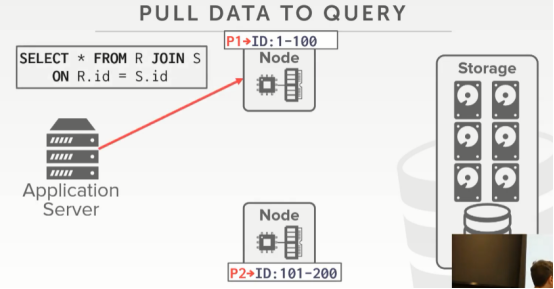 PULL DATA TO QUERY
SELECT * FROM R JOIN S
ON R.id = S.id
P1→ID:1-100
Node
Storage
Application
Server
Node
P2→ID:101-200